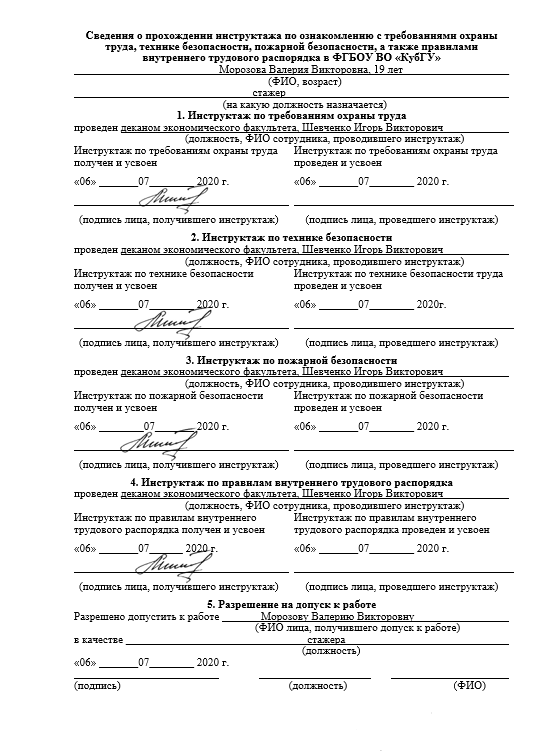 Сведения о прохождении инструктажа по ознакомлению с требованиями охраны
труда, технике безопасности, пожарной безопасности, а также правилами
внутреннего трудового распорядка в ФГБОУ ВО «КубГУ»
Морозова Валерия Викторовна, 19 лет
(ФИО, возраст)
стажер
(на какую должность назначается)
1. Инструктаж по требованиям охраны труда
проведен деканом экономического факультета, Шевченко Игорь Викторович
(должность, ФИО сотрудника, проводившего инструктаж)
Инструктаж по требованиям охраны труда Инструктаж по требованиям охраны труда
получен и усвоен проведен и усвоен
«06» _______07_______ 2020 г. «06» _______07________ 2020 г.
(подпись лица, получившего инструктаж) (подпись лица, проведшего инструктаж)
2. Инструктаж по технике безопасности
проведен деканом экономического факультета, Шевченко Игорь Викторович
(должность, ФИО сотрудника, проводившего инструктаж)
Инструктаж по технике безопасности Инструктаж по технике безопасности труда
получен и усвоен проведен и усвоен
«06» _______07_______ 2020 г. «06» _______07________ 2020г.
(подпись лица, получившего инструктаж) (подпись лица, проведшего инструктаж)
3. Инструктаж по пожарной безопасности
проведен деканом экономического факультета, Шевченко Игорь Викторович
(должность, ФИО сотрудника, проводившего инструктаж)
Инструктаж по пожарной безопасности Инструктаж по пожарной безопасности
получен и усвоен проведен и усвоен
«06» ________07_______ 2020 г. «06» _______07________ 2020 г.
(подпись лица, получившего инструктаж) (подпись лица, проведшего инструктаж)
4. Инструктаж по правилам внутреннего трудового распорядка
проведен деканом экономического факультета, Шевченко Игорь Викторович
(должность, ФИО сотрудника, проводившего инструктаж)
Инструктаж по правилам внутреннего Инструктаж по правилам внутреннего
трудового распорядка получен и усвоен трудового распорядка проведен и усвоен
«06» _______07______ 2020 г. «06» _______07________ 2020 г.
(подпись лица, получившего инструктаж) (подпись лица, проведшего инструктаж)
5. Разрешение на допуск к работе
Разрешено допустить к работе Морозову Валерию Викторовну
(ФИО лица, получившего допуск к работе)
в качестве стажера
(должность)
«06» _______07________ 2020 г.
(подпись) (должность) (ФИО)